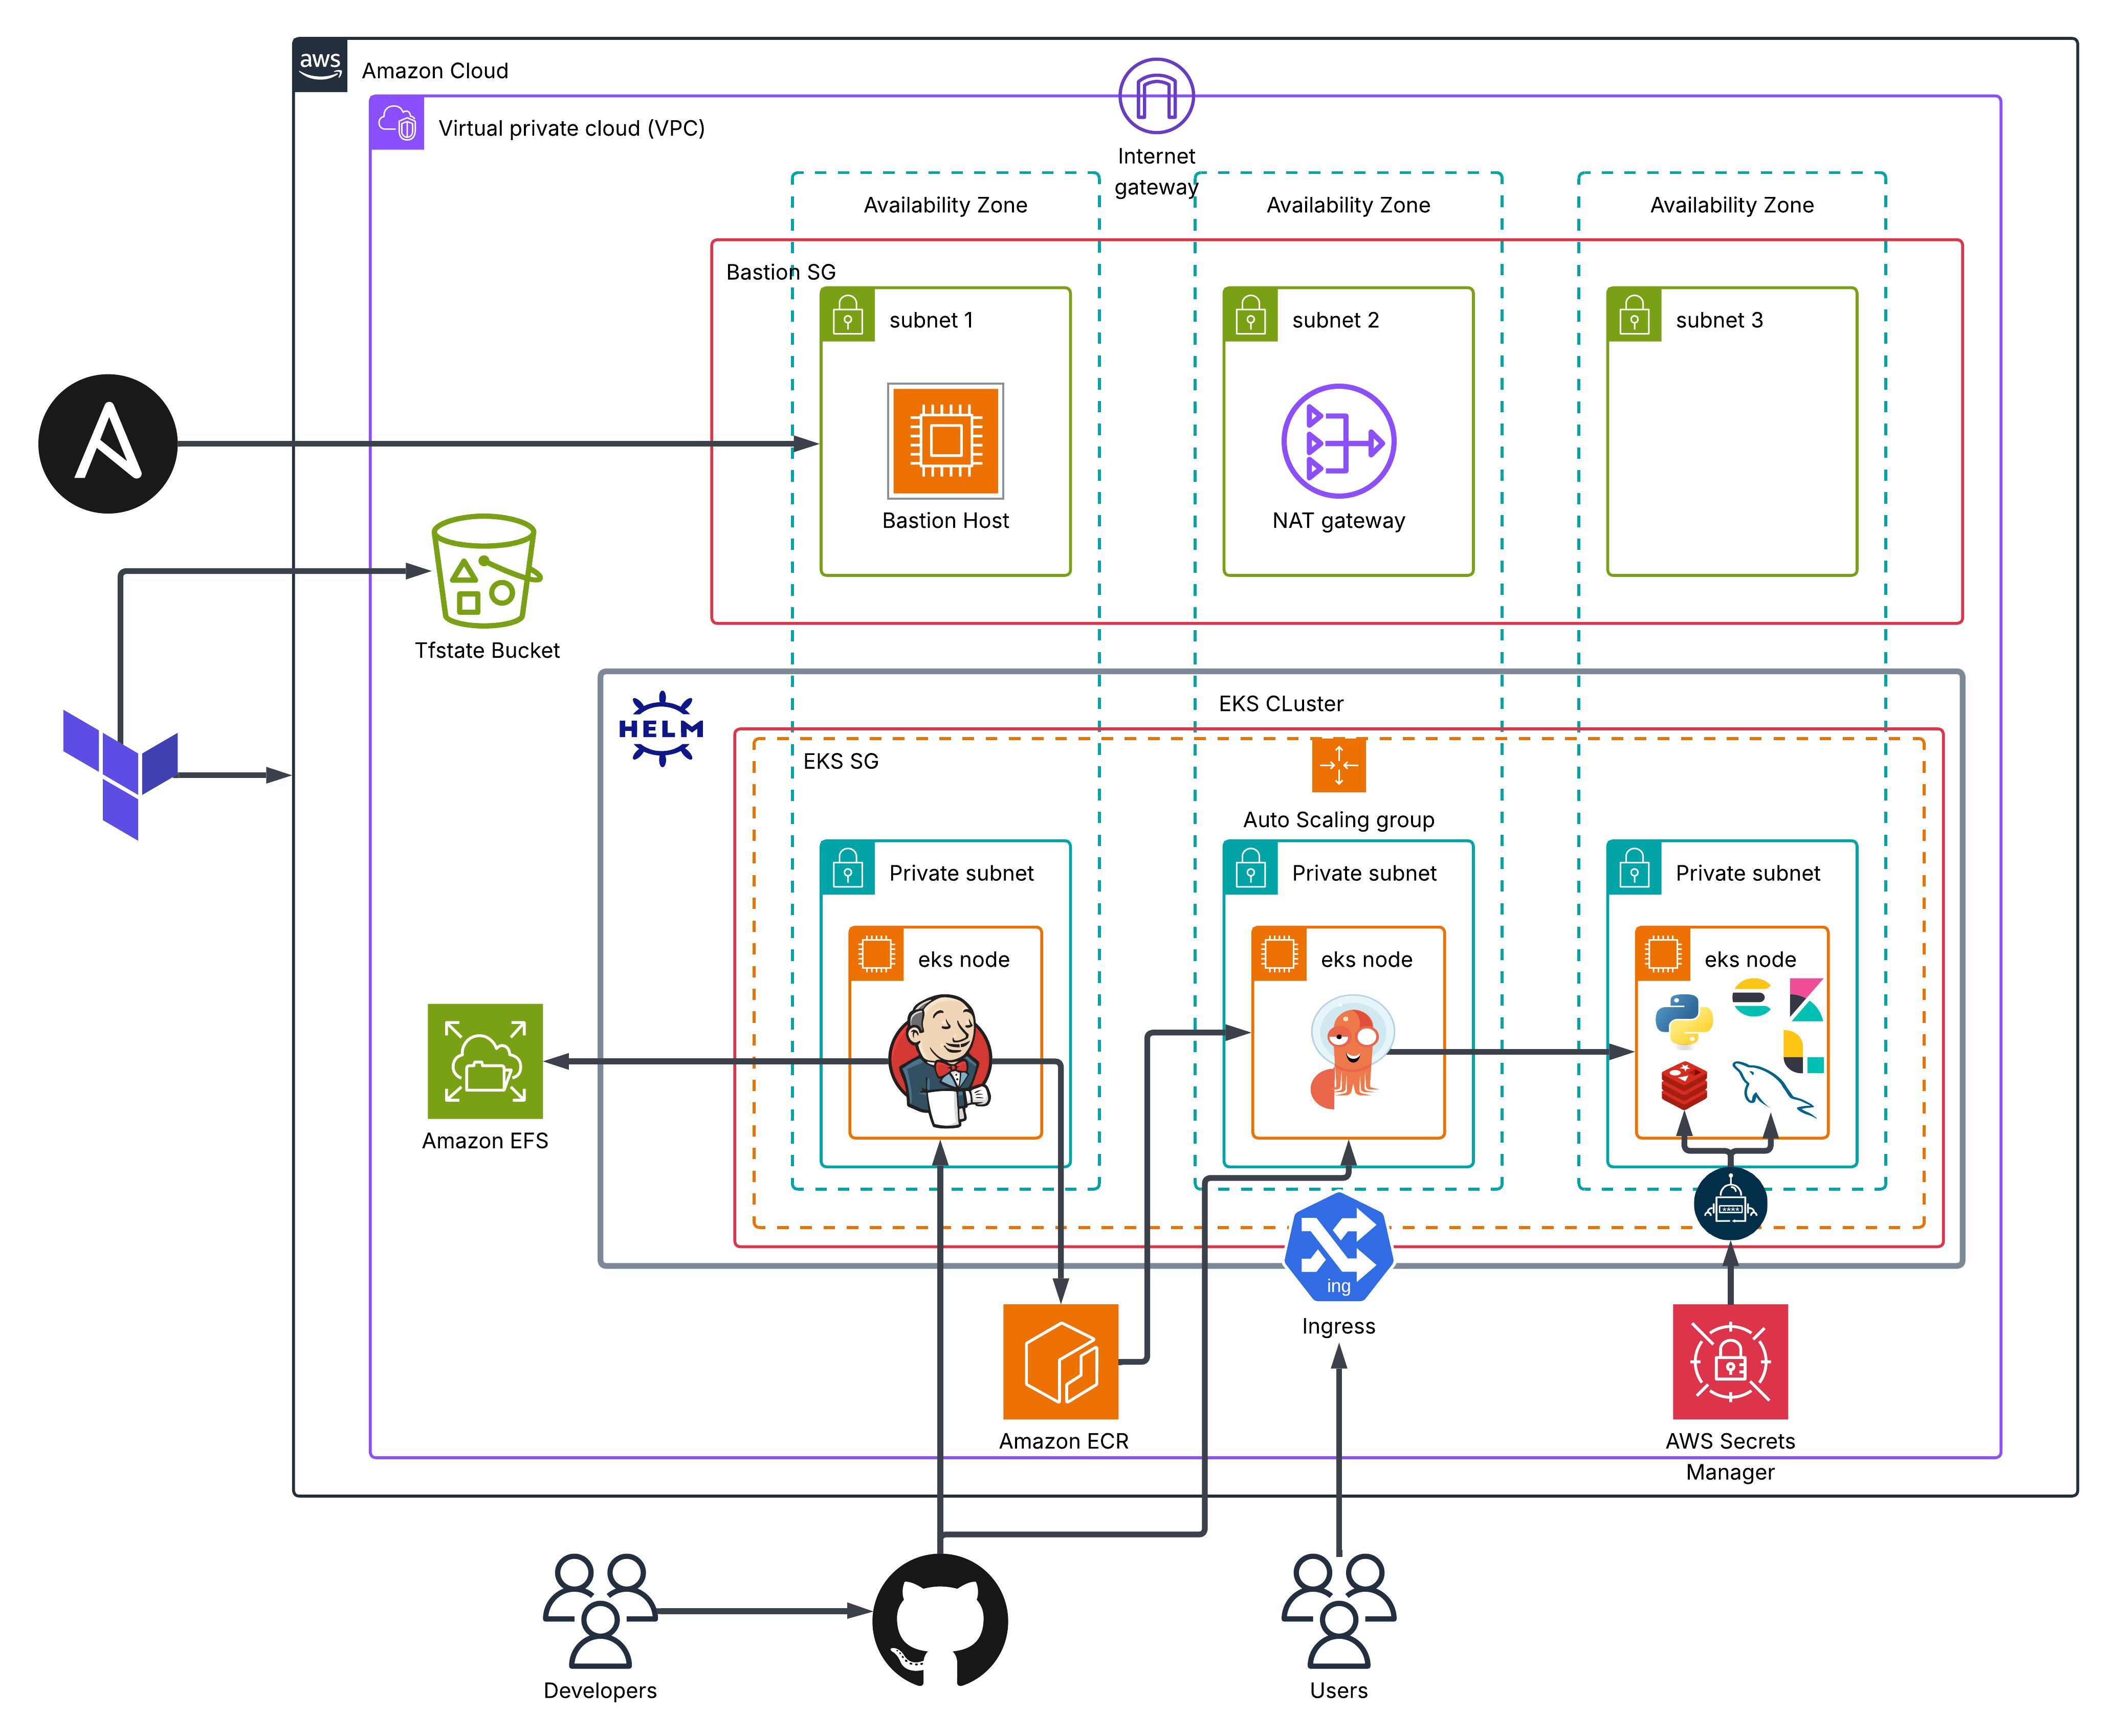 aws
Amazon Cloud
Virtual private cloud (VPC)
Internet
gateway
Availability Zone
Availability Zone
Availability Zone
Bastion SG
subnet 1
subnet 2
subnet 3
Bastion Host
NAT gateway
Tfstate Bucket
HELM
EKS CLuster
EKS SG
Auto Scaling group
Private subnet
Private subnet
Private subnet
eks node
eks node
eks node
Amazon EFS
ing
Ingress
Amazon ECR
AWS Secrets
Manager
Developers
Users